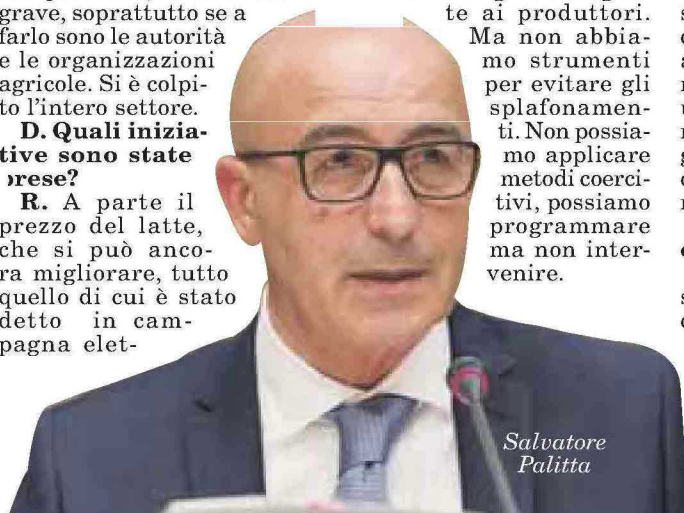 grave, soprattutto se a
farlo sono le autorità
e le organizzazioni
agricole. Si è colpi-
to l'intero settore.
D. Quali inizia-
tive sono state
prese?
R. A parte il
prezzo del latte,
che si può anco-
ra migliorare, tutto
quello di cui è stato
detto in cam-
pagna elet-
te ai produttori.
Ma non abbia-
mo strumenti
per evitare gli
splafonamen-
ti. Non possia-
mo applicare
metodi coerci-
tivi, possiamo
programmare
ma non inter-
venire.
Salvatore
Palitta